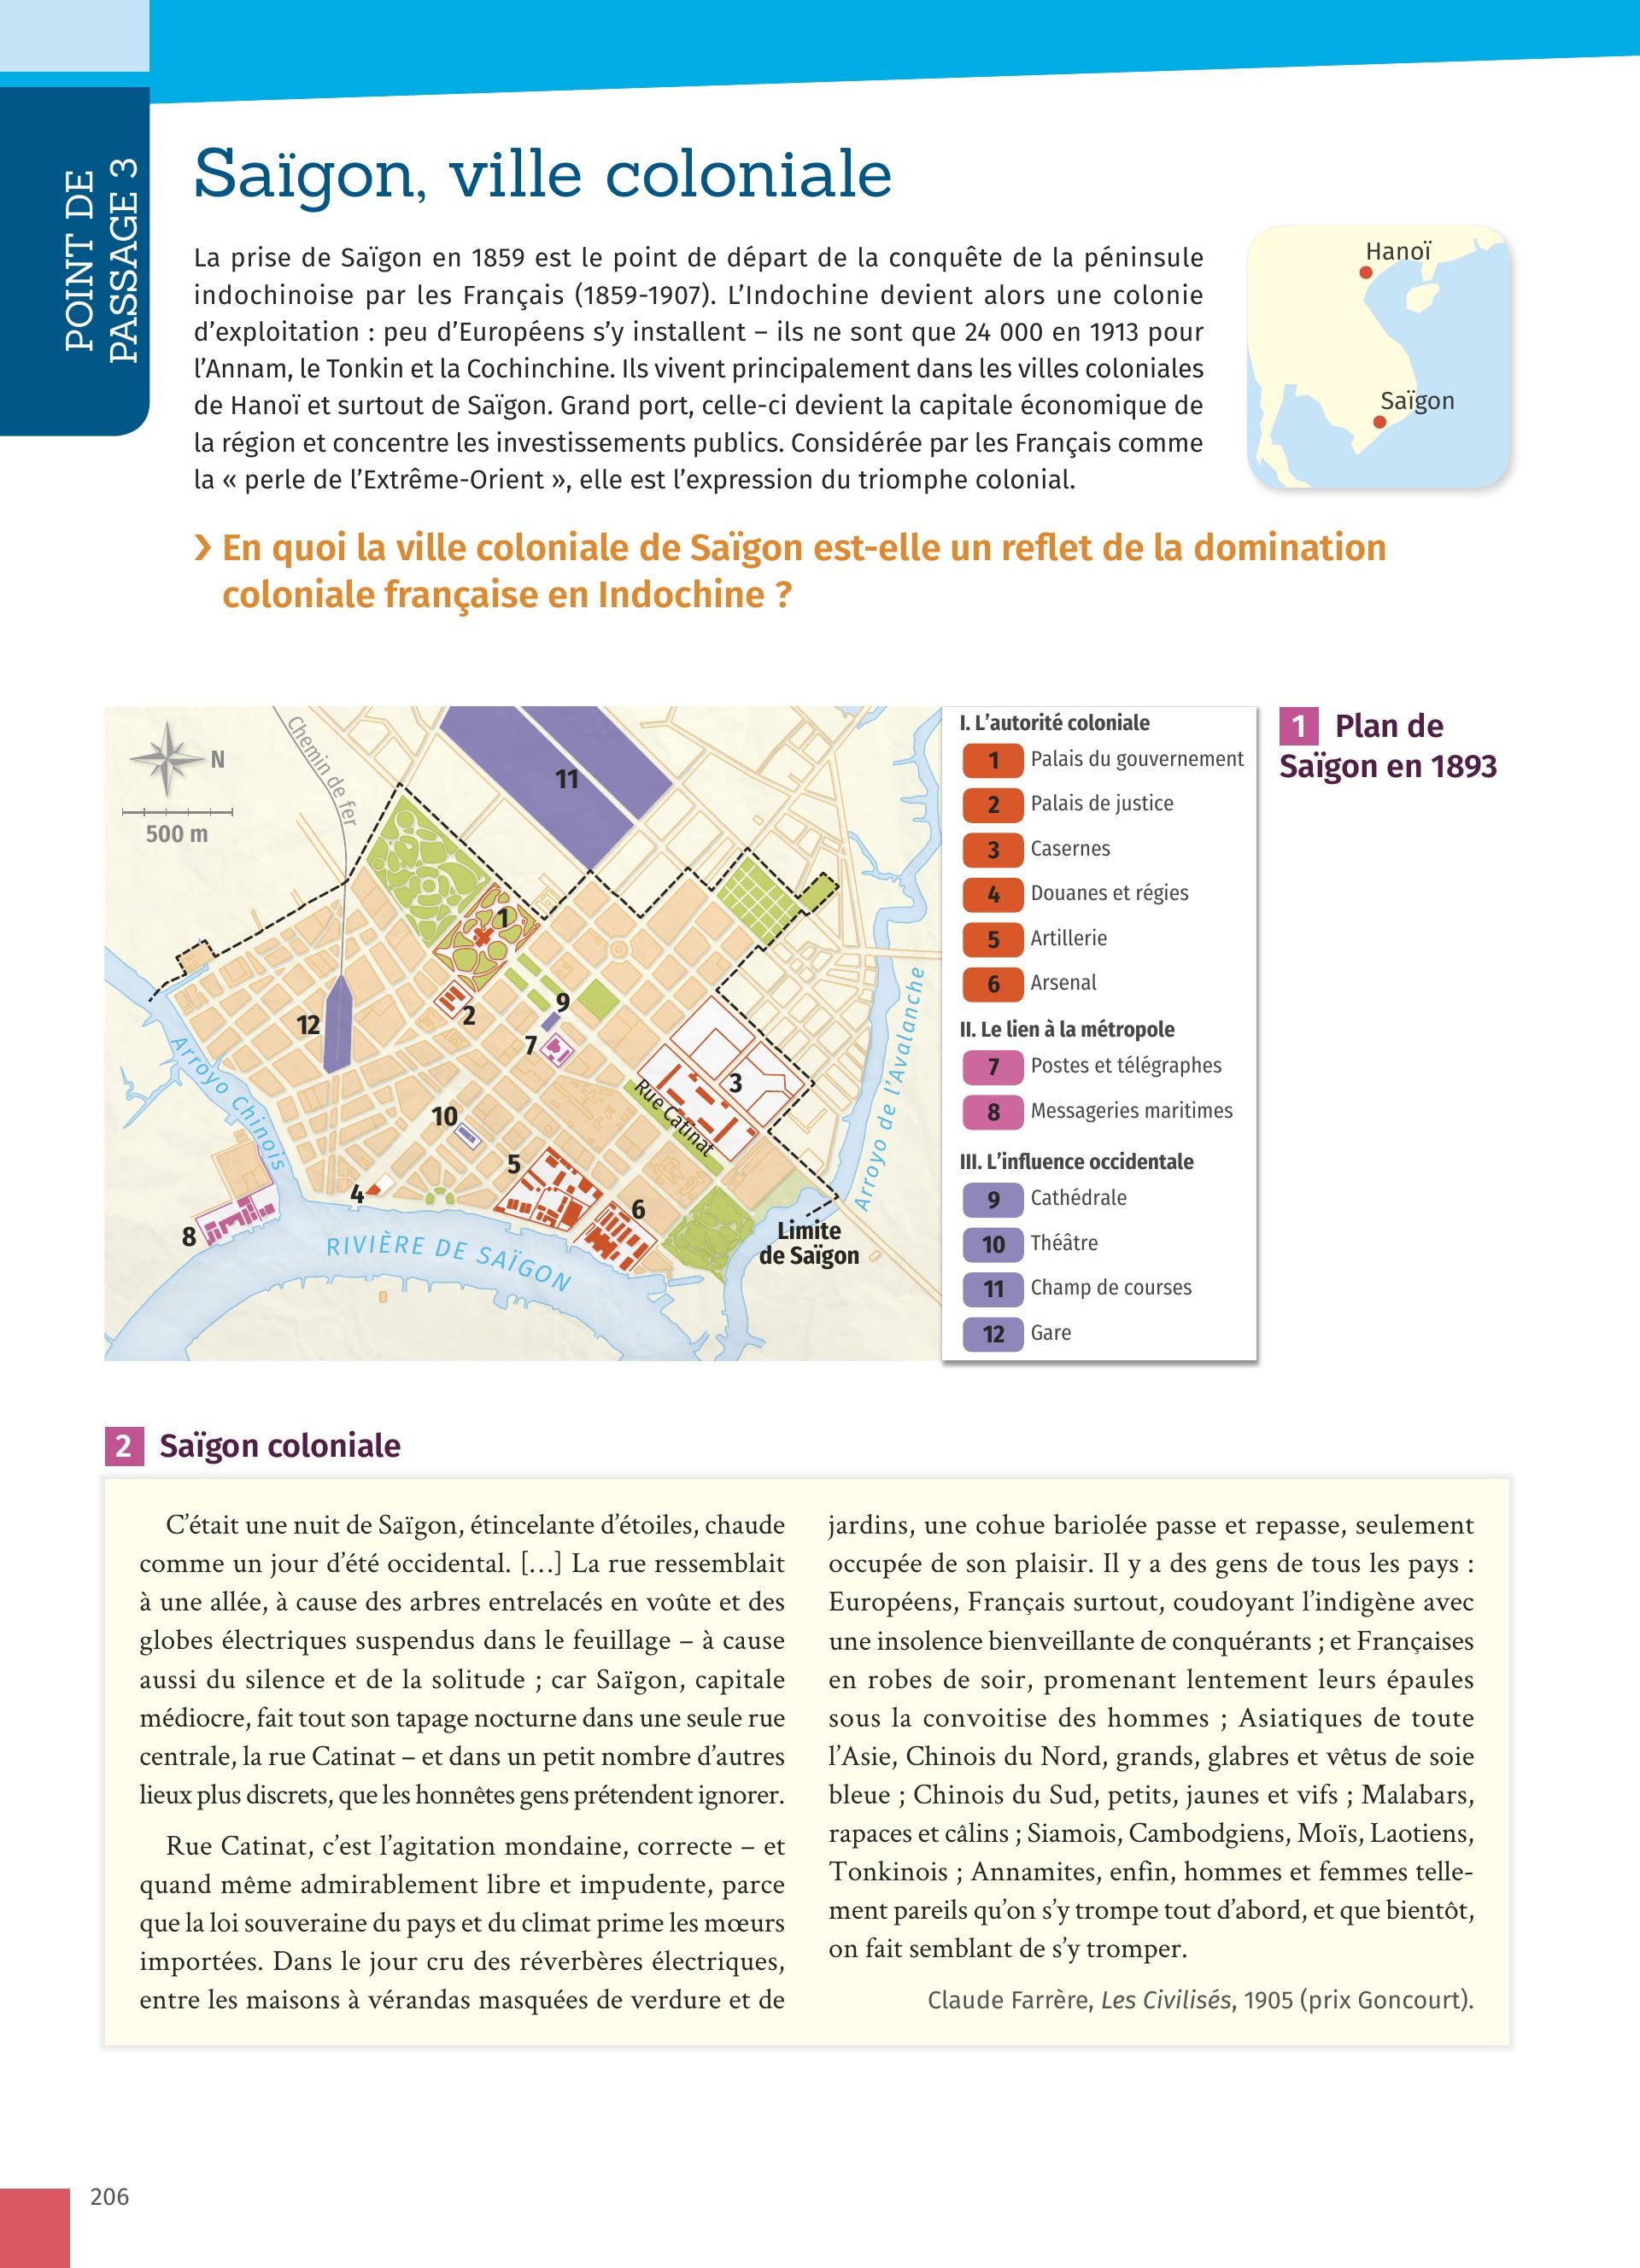 POINT DE
PASSAGE 3
Saïgon, ville coloniale
La prise de Saïgon en 1859 est le point de départ de la conquête de la péninsule
indochinoise par les Français (1859-1907). L’Indochine devient alors une colonie
d’exploitation : peu d’Européens s’y installent – ils ne sont que 24 000 en 1913 pour
l’Annam, le Tonkin et la Cochinchine. Ils vivent principalement dans les villes coloniales
de Hanoï et surtout de Saïgon. Grand port, celle-ci devient la capitale économique de
la région et concentre les investissements publics. Considérée par les Français comme
la « perle de l’Extrême-Orient », elle est l’expression du triomphe colonial.
Hanoï
Saïgon
› En quoi la ville coloniale de Saïgon est-elle un reflet de la domination
coloniale française en Indochine ?
N
500 m
Chemin de fer
11
1
2
9
7
12
3
Rue Catinat
10
5
4
6
8
Arroyo Chinois
Arroyo de l’Avalanche
RIVIÈRE DE SAÏGON
Limite
de Saïgon
I. L’autorité coloniale
1 Palais du gouvernement
2 Palais de justice
3 Casernes
4 Douanes et régies
5 Artillerie
6 Arsenal
II. Le lien à la métropole
7 Postes et télégraphes
8 Messageries maritimes
III. L’influence occidentale
9 Cathédrale
10 Théâtre
11 Champ de courses
12 Gare
1 Plan de
Saïgon en 1893
2 Saïgon coloniale
C’était une nuit de Saïgon, étincelante d’étoiles, chaude
comme un jour d’été occidental. […] La rue ressemblait
à une allée, à cause des arbres entrelacés en voûte et des
globes électriques suspendus dans le feuillage – à cause
aussi du silence et de la solitude ; car Saïgon, capitale
médiocre, fait tout son tapage nocturne dans une seule rue
centrale, la rue Catinat – et dans un petit nombre d’autres
lieux plus discrets, que les honnêtes gens prétendent ignorer.
Rue Catinat, c’est l’agitation mondaine, correcte – et
quand même admirablement libre et impudente, parce
que la loi souveraine du pays et du climat prime les mœurs
importées. Dans le jour cru des réverbères électriques,
entre les maisons à vérandas masquées de verdure et de
jardins, une cohue bariolée passe et repasse, seulement
occupée de son plaisir. Il y a des gens de tous les pays :
Européens, Français surtout, coudoyant l’indigène avec
une insolence bienveillante de conquérants ; et Françaises
en robes de soir, promenant lentement leurs épaules
sous la convoitise des hommes ; Asiatiques de toute
l’Asie, Chinois du Nord, grands, glabres et vêtus de soie
bleue ; Chinois du Sud, petits, jaunes et vifs ; Malabars,
rapaces et câlins ; Siamois, Cambodgiens, Moïs, Laotiens,
Tonkinois ; Annamites, enfin, hommes et femmes telle-
ment pareils qu’on s’y trompe tout d’abord, et que bientôt,
on fait semblant de s’y tromper.
Claude Farrère, Les Civilisés, 1905 (prix Goncourt).
206